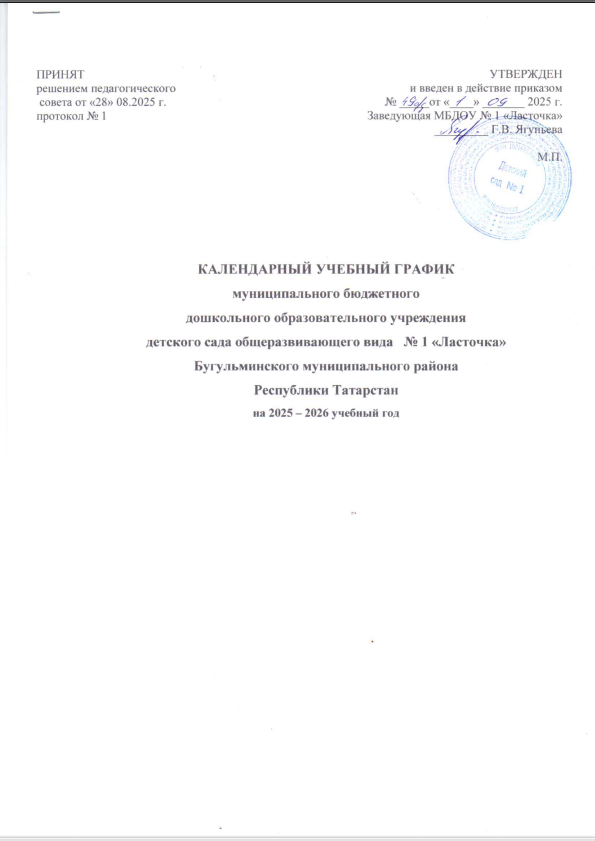 ПРИНЯТ
решением педагогического
совета от «28» 08.2025 г.
протокол № 1
УТВЕРЖДЕН
и введен в действие приказом
№ от « 1 » 09 2025 г.
Заведующая МБДОУ № 1 «Ласточка»
Г.В. Ягупьева
М.П.
Детский
сад № 1
КАЛЕНДАРНЫЙ УЧЕБНЫЙ ГРАФИК
муниципального бюджетного
дошкольного образовательного учреждения
детского сада общеразвивающего вида № 1 «Ласточка»
Бугульминского муниципального района
Республики Татарстан
на 2025 – 2026 учебный год